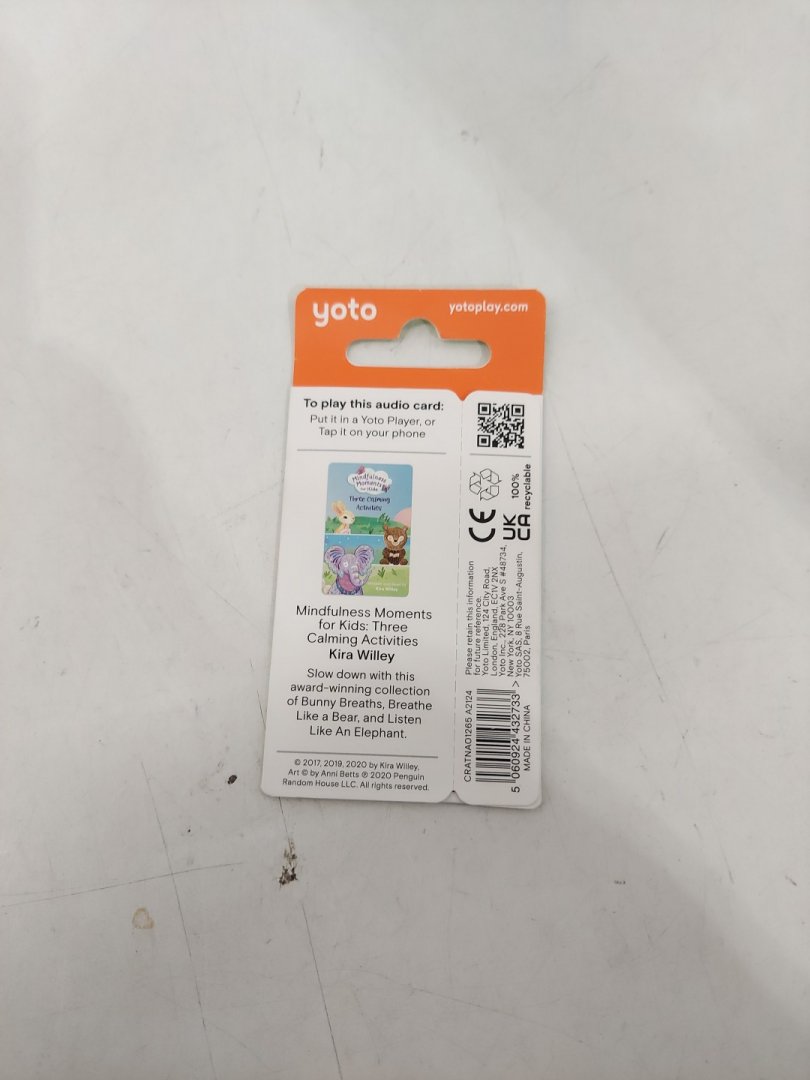 yoto
yotoplay.com
To play this audio card:
Put it in a Yoto Player, or
Tap it on your phone
Mindfulness
Moments
for Kids
Three Calming
Activities
Kira Willey
Mindfulness Moments
for Kids: Three
Calming Activities
Kira Willey
Slow down with this
award-winning collection
of Bunny Breaths, Breathe
Like a Bear, and Listen
Like An Elephant.
© 2017, 2019, 2020 by Kira Willey,
Art © by Anni Betts ℗ 2020 Penguin
Random House LLC. All rights reserved.
100%
recyclable
CE
UK
CA
Please retain this information
for future reference.
Yoto Limited, 124 City Road,
London, England, EC1V 2NX
Yoto Inc., 228 Park Ave S #48734,
New York, NY 10003
Yoto SAS, 8 Rue Saint-Augustin,
75002, Paris
CRATNA01265 A2124
5 060924 432733 >
MADE IN CHINA